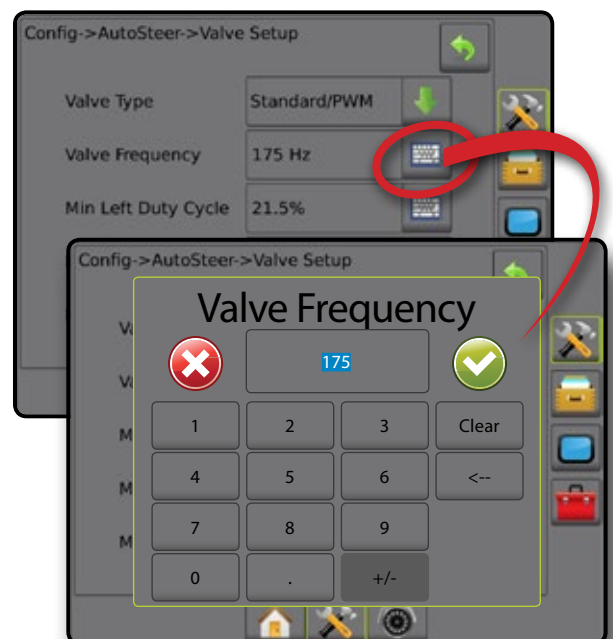 Config->AutoSteer->Valve Setup
Valve Type Standard/PWM
Valve Frequency 175 Hz
Min Left Duty Cycle 21.5%
Config->AutoSteer->Valve Setup
Valve Frequency
175
V
1 2 3 Clear
V
M
4 5 6 <--
M
7 8 9
M
0 . +/-